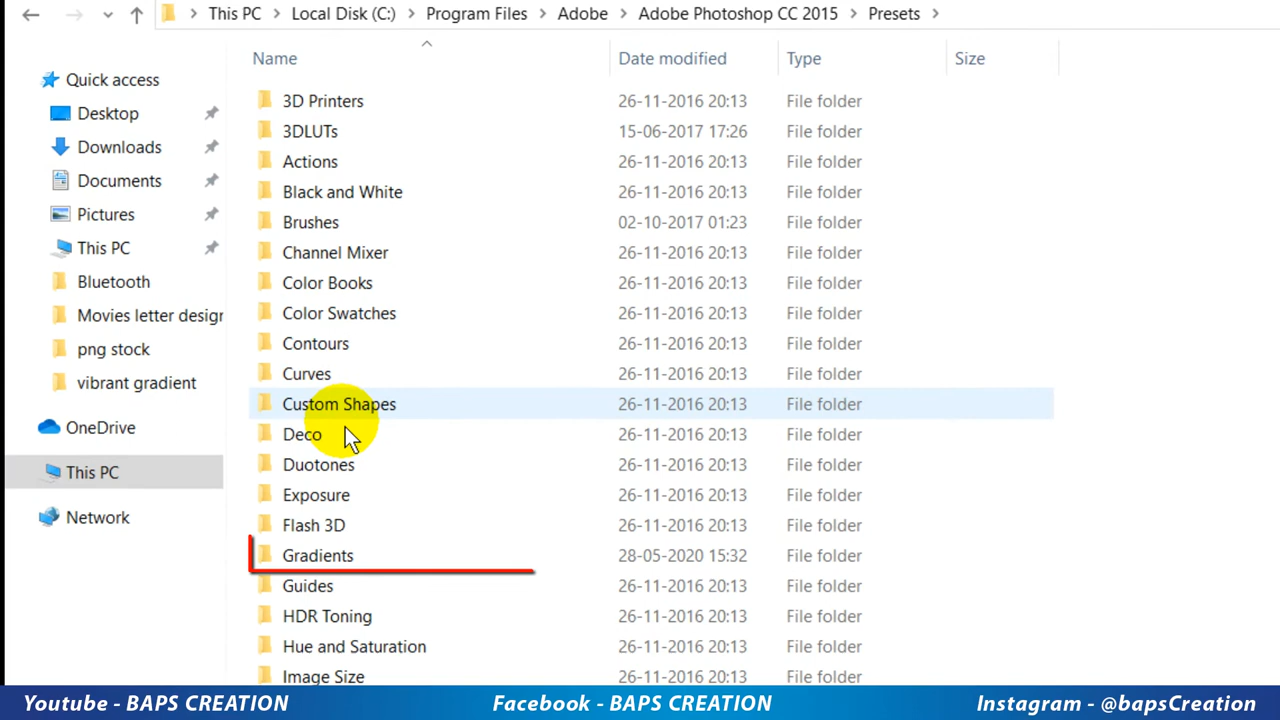 This PC > Local Disk (C:) > Program Files > Adobe > Adobe Photoshop CC 2015 > Presets >
Name Date modified Type Size
Quick access
Desktop
Downloads
Documents
Pictures
This PC
Bluetooth
Movies letter design
png stock
vibrant gradient
OneDrive
This PC
Network
3D Printers 26-11-2016 20:13 File folder
3DLUTs 15-06-2017 17:26 File folder
Actions 26-11-2016 20:13 File folder
Black and White 26-11-2016 20:13 File folder
Brushes 02-10-2017 01:23 File folder
Channel Mixer 26-11-2016 20:13 File folder
Color Books 26-11-2016 20:13 File folder
Color Swatches 26-11-2016 20:13 File folder
Contours 26-11-2016 20:13 File folder
Curves 26-11-2016 20:13 File folder
Custom Shapes 26-11-2016 20:13 File folder
Deco 26-11-2016 20:13 File folder
Duotones 26-11-2016 20:13 File folder
Exposure 26-11-2016 20:13 File folder
Flash 3D 26-11-2016 20:13 File folder
Gradients 28-05-2020 15:32 File folder
Guides 26-11-2016 20:13 File folder
HDR Toning 26-11-2016 20:13 File folder
Hue and Saturation 26-11-2016 20:13 File folder
Image Size 26-11-2016 20:13 File folder
Youtube - BAPS CREATION Facebook - BAPS CREATION Instagram - @bapsCreation